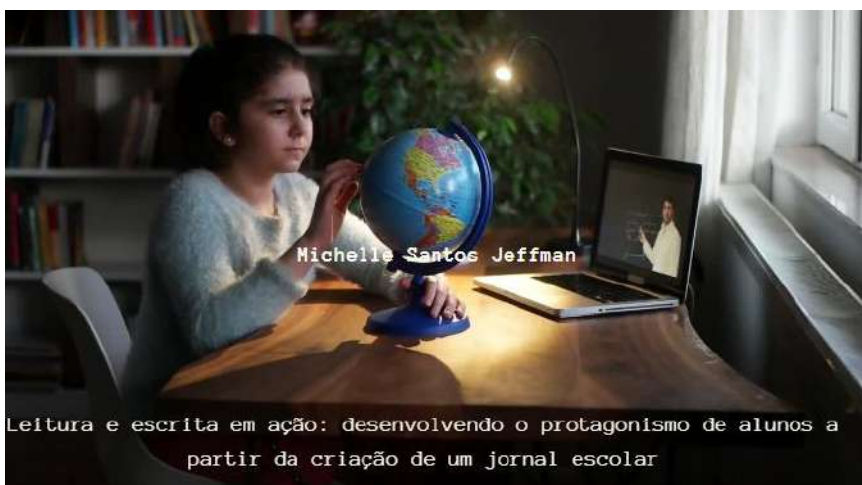 Michelle Santos Jeffman
Leitura e escrita em ação: desenvolvendo o protagonismo de alunos a
partir da criação de um jornal escolar